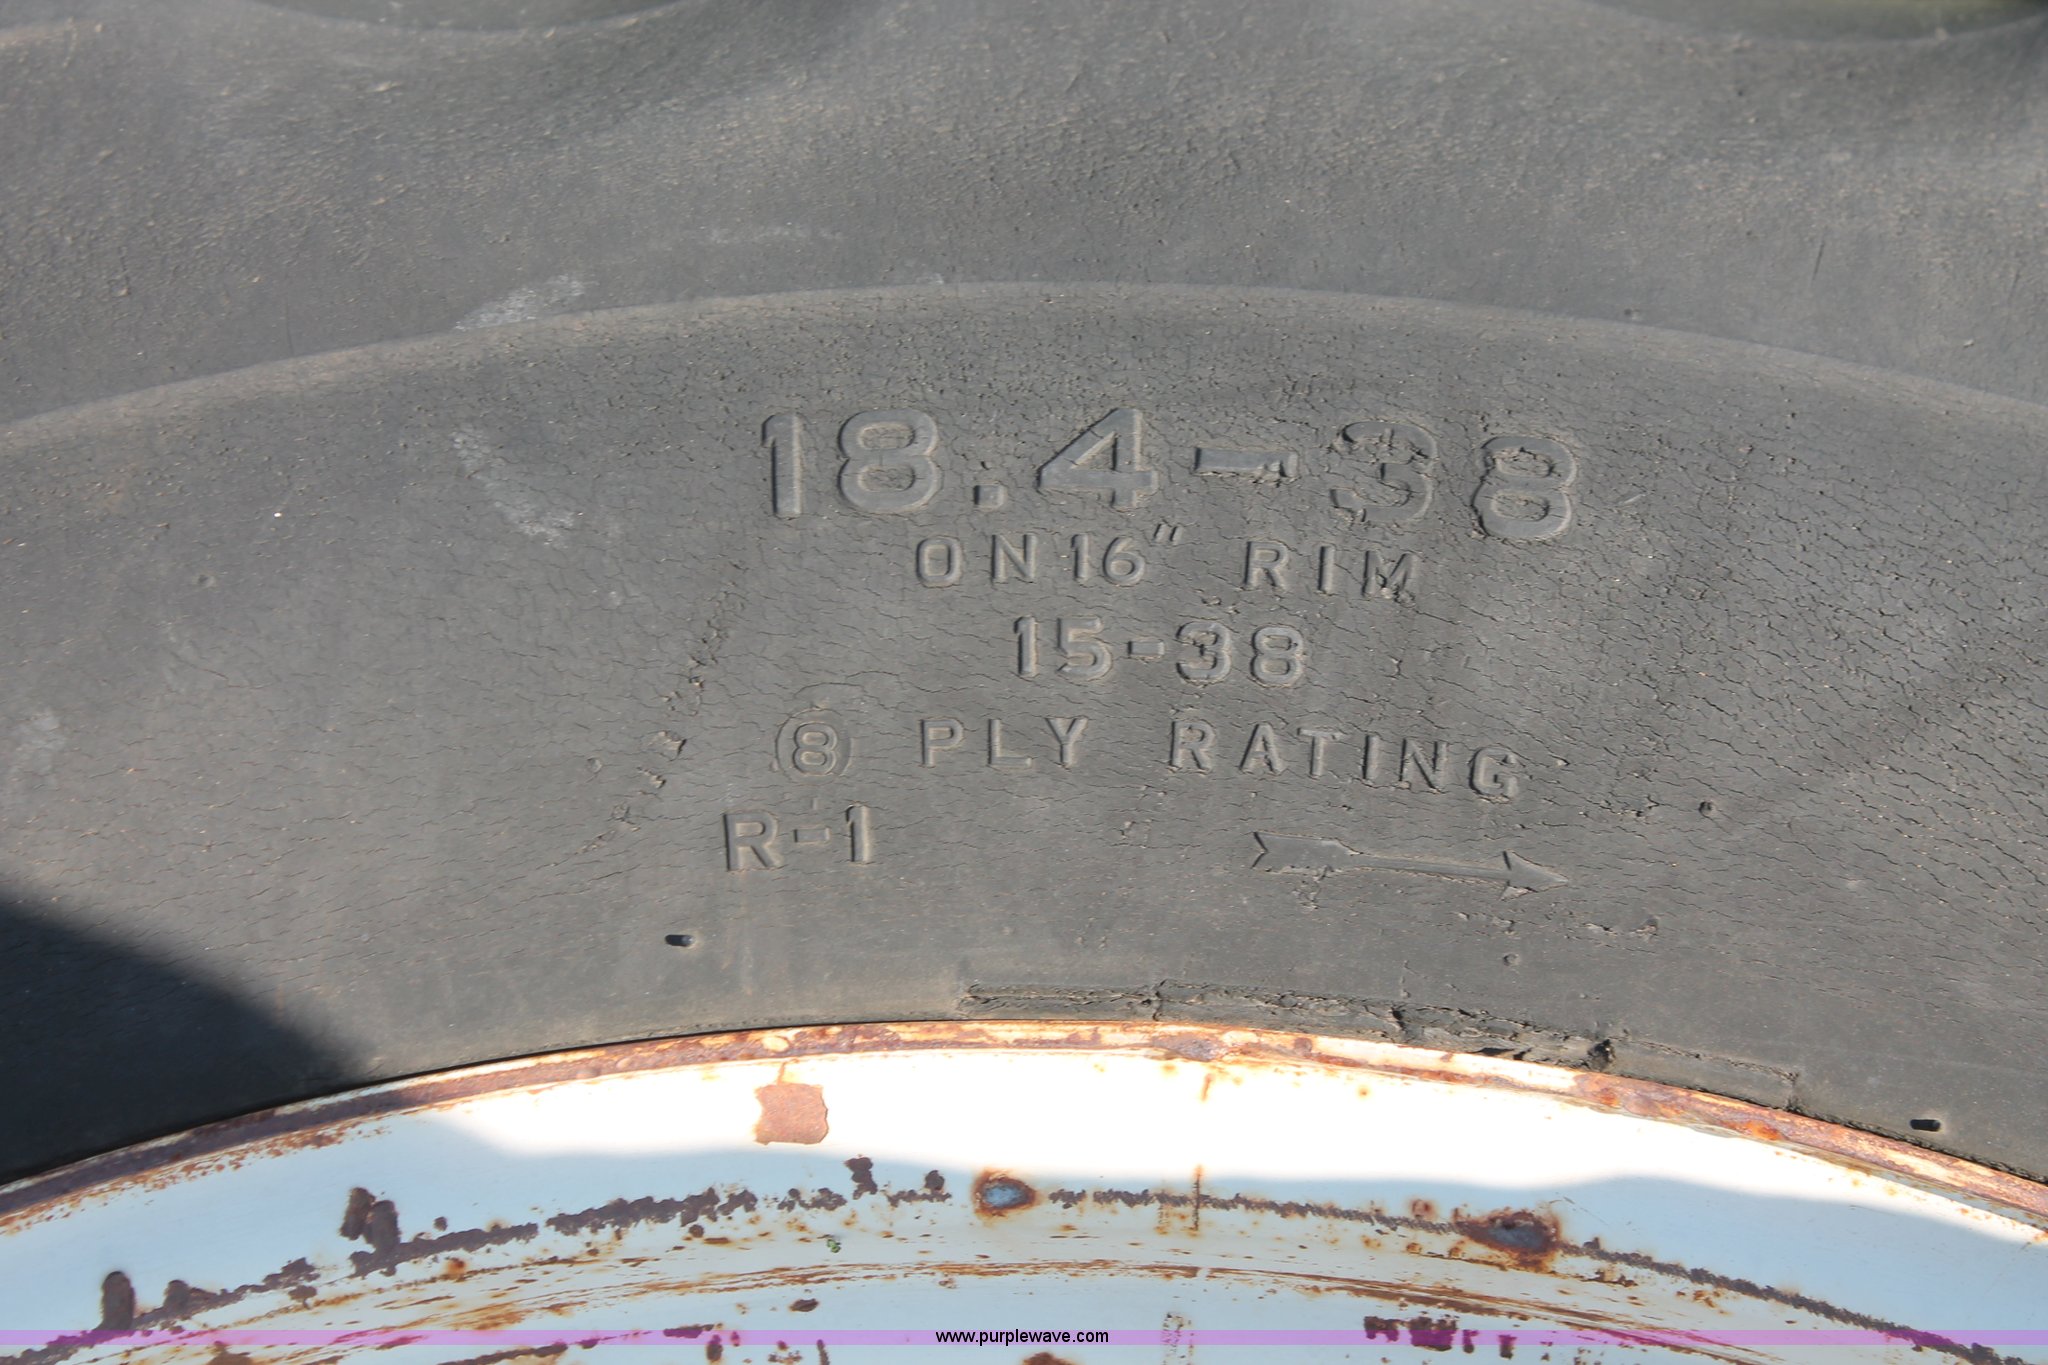 18.4-38
ON 16" RIM
15-38
8 PLY RATING
R-1
www.purplewave.com